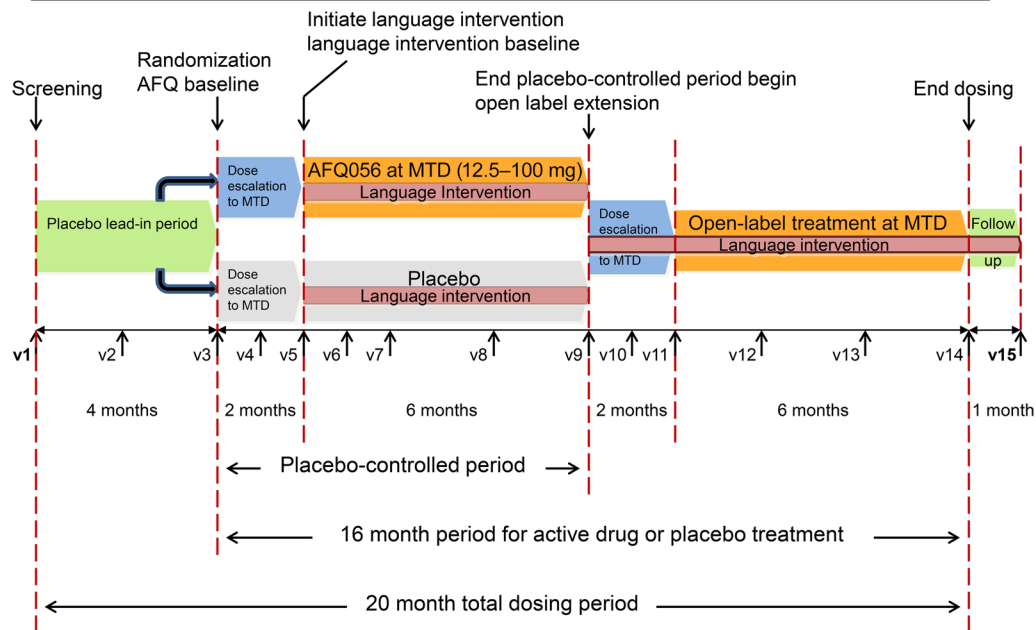 Initiate language intervention
language intervention baseline
Randomization
AFQ baseline
End placebo-controlled period begin
open label extension
Screening
End dosing
Dose
escalation
to MTD
AFQ056 at MTD (12.5–100 mg)
Language Intervention
Placebo lead-in period
Dose
escalation
to MTD
Open-label treatment at MTD
Language intervention
Follow
up
Dose
escalation
to MTD
Placebo
Language intervention
v1
v2
v3
v4
v5
v6
v7
v8
v9
v10
v11
v12
v13
v14
v15
4 months
2 months
6 months
2 months
6 months
1 month
Placebo-controlled period
16 month period for active drug or placebo treatment
20 month total dosing period